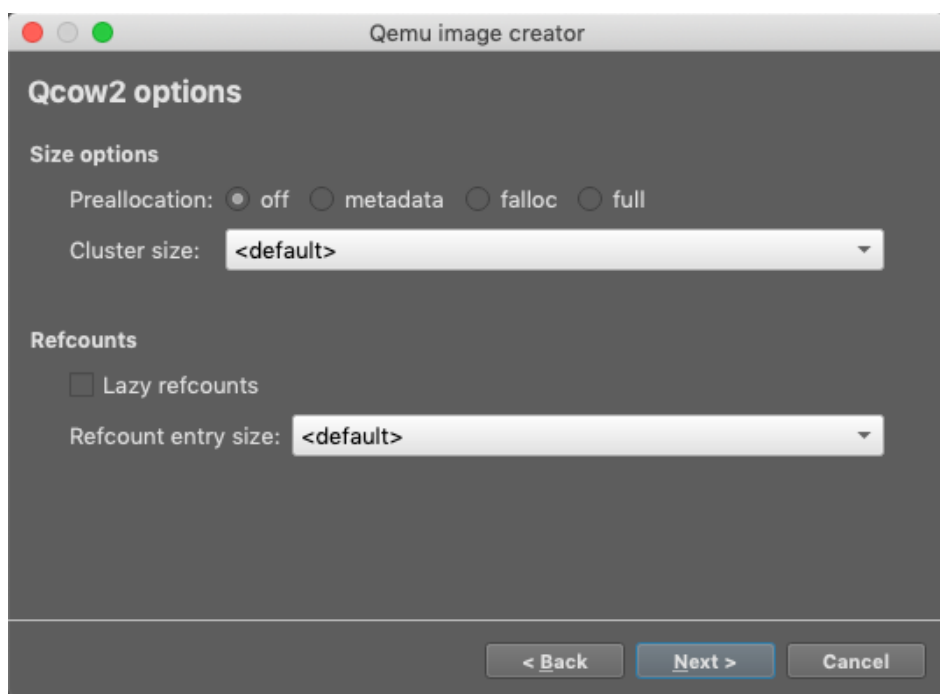 Qemu image creator
Qcow2 options
Size options
Preallocation: off metadata falloc full
Cluster size: <default>
Refcounts
Lazy refcounts
Refcount entry size: <default>
< Back Next > Cancel